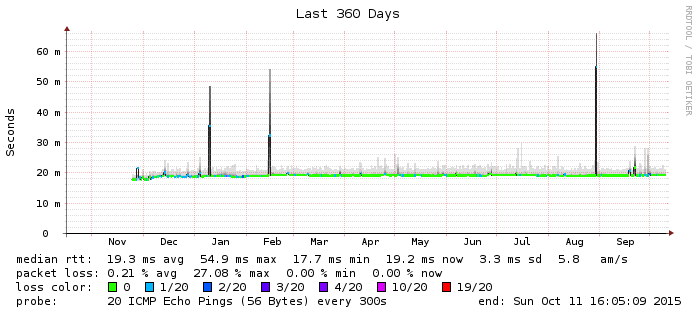 Last 360 Days
RRDTOOL / TOBI OETIKER
Seconds
60 m
50 m
40 m
30 m
20 m
10 m
0
Nov Dec Jan Feb Mar Apr May Jun Jul Aug Sep
median rtt: 19.3 ms avg 54.9 ms max 17.7 ms min 19.2 ms now 3.3 ms sd 5.8 am/s
packet loss: 0.21 % avg 27.08 % max 0.00 % min 0.00 % now
loss color: 0 1/20 2/20 3/20 4/20 10/20 19/20
probe: 20 ICMP Echo Pings (56 Bytes) every 300s end: Sun Oct 11 16:05:09 2015